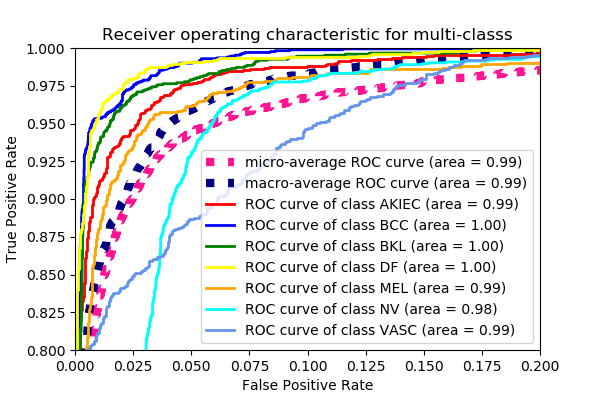 Receiver operating characteristic for multi-classs
1.000
0.975
0.950
0.925
0.900
0.875
0.850
0.825
0.800
True Positive Rate
micro-average ROC curve (area = 0.99)
macro-average ROC curve (area = 0.99)
ROC curve of class AKIEC (area = 0.99)
ROC curve of class BCC (area = 1.00)
ROC curve of class BKL (area = 1.00)
ROC curve of class DF (area = 1.00)
ROC curve of class MEL (area = 0.99)
ROC curve of class NV (area = 0.98)
ROC curve of class VASC (area = 0.99)
0.000 0.025 0.050 0.075 0.100 0.125 0.150 0.175 0.200
False Positive Rate